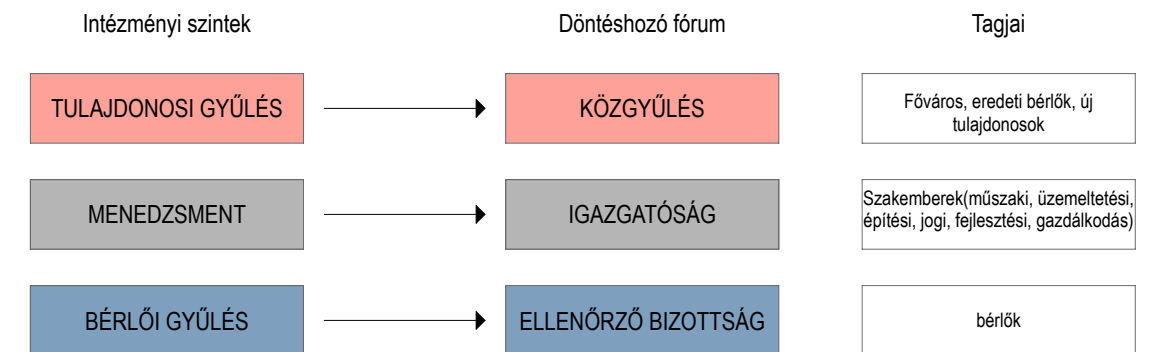 Intézményi szintek
Döntéshozó fórum
Tagjai
TULAJDONOSI GYŰLÉS
KÖZGYŰLÉS
Főváros, eredeti bérlők, új
tulajdonosok
MENEDZSMENT
IGAZGATÓSÁG
Szakemberek(műszaki, üzemeltetési,
építési, jogi, fejlesztési, gazdálkodás)
BÉRLŐI GYŰLÉS
ELLENŐRZŐ BIZOTTSÁG
bérlők